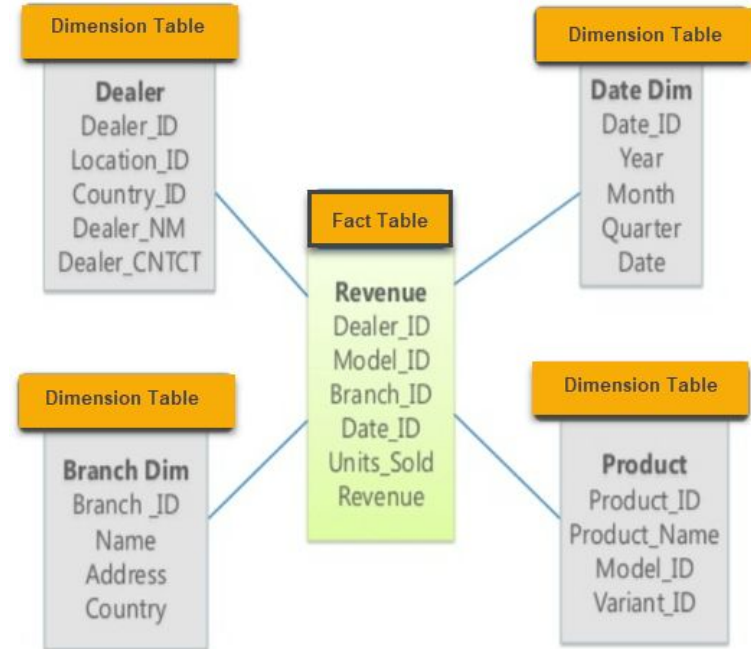 Dimension Table
Dealer
Dealer_ID
Location_ID
Country_ID
Dealer_NM
Dealer_CNTCT
Dimension Table
Date Dim
Date_ID
Year
Month
Quarter
Date
Fact Table
Revenue
Dealer_ID
Model_ID
Branch_ID
Date_ID
Units_Sold
Revenue
Dimension Table
Branch Dim
Branch _ID
Name
Address
Country
Dimension Table
Product
Product_ID
Product_Name
Model_ID
Variant_ID